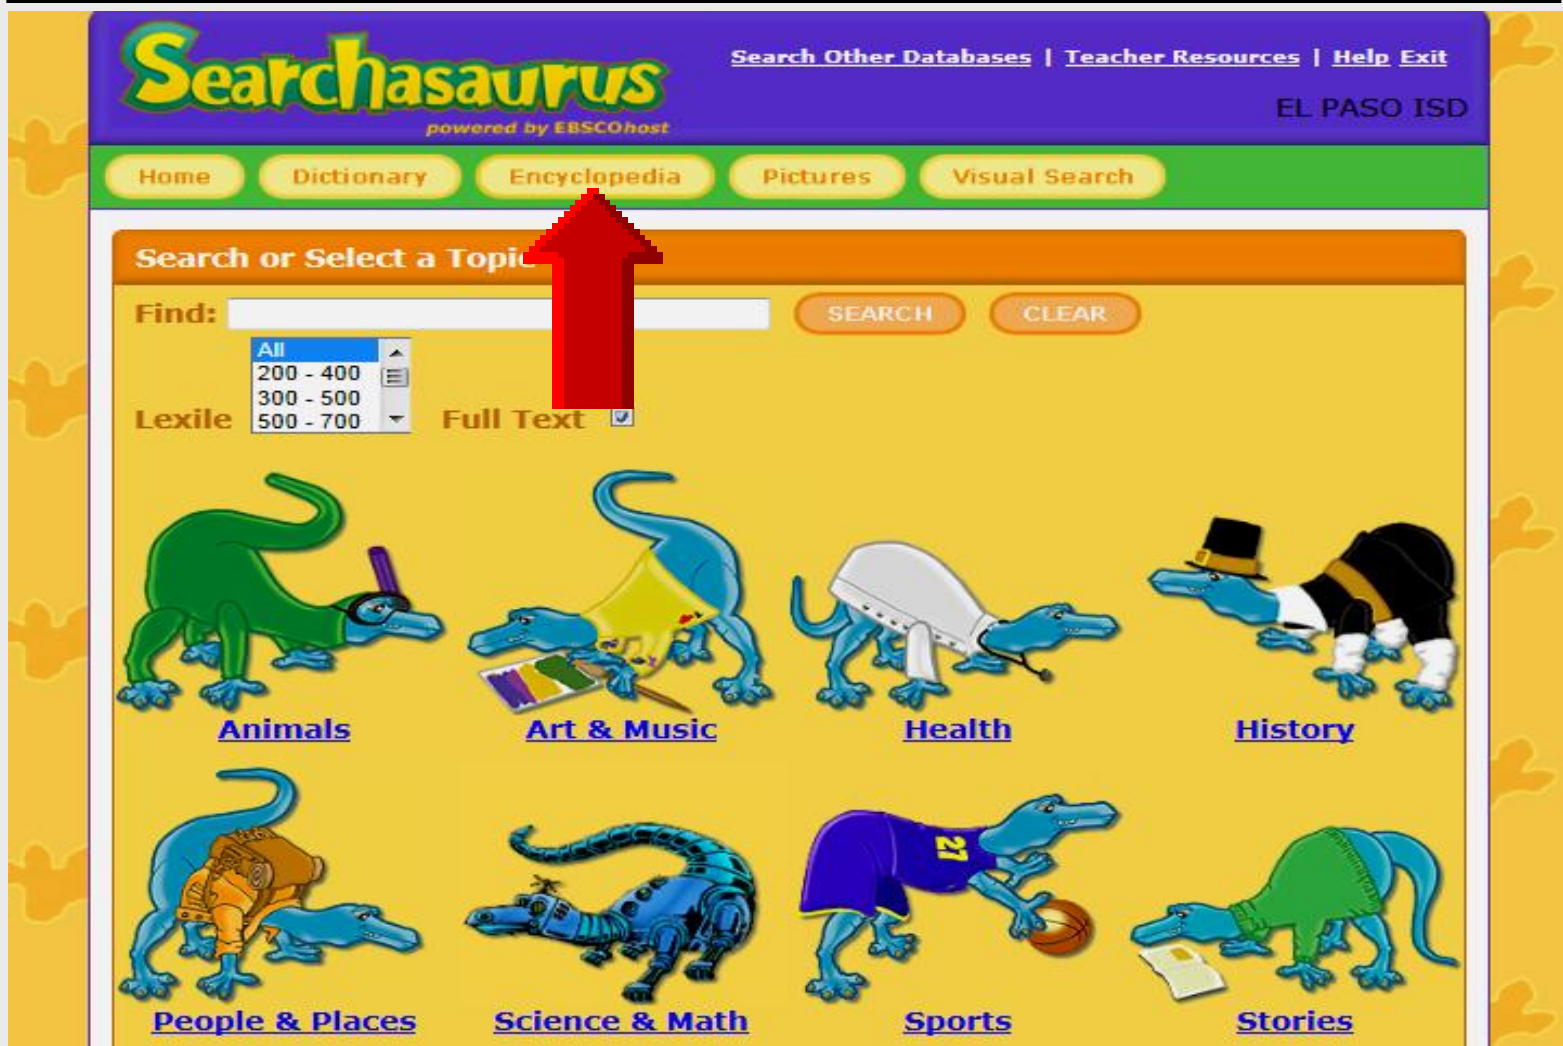 Searchasaurus
powered by EBSCOhost
Search Other Databases | Teacher Resources | Help Exit
EL PASO ISD
Home Dictionary Encyclopedia Pictures Visual Search
Search or Select a Topic
Find: SEARCH CLEAR
All
200 - 400
300 - 500
Lexile 500 - 700 Full Text
27
Animals Art & Music Health History
People & Places Science & Math Sports Stories